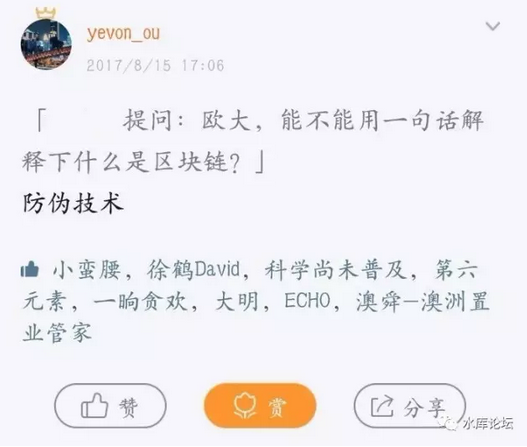 yevon_ou
2017/8/15 17:06
「 提问：欧大，能不能用一句话解
释下什么是区块链？」
防伪技术
小蛮腰，徐鹤David，科学尚未普及，第六
元素，一晌贪欢，大明，ECHO，澳舜—澳洲置
业管家
赞
赏
分享
水库论坛